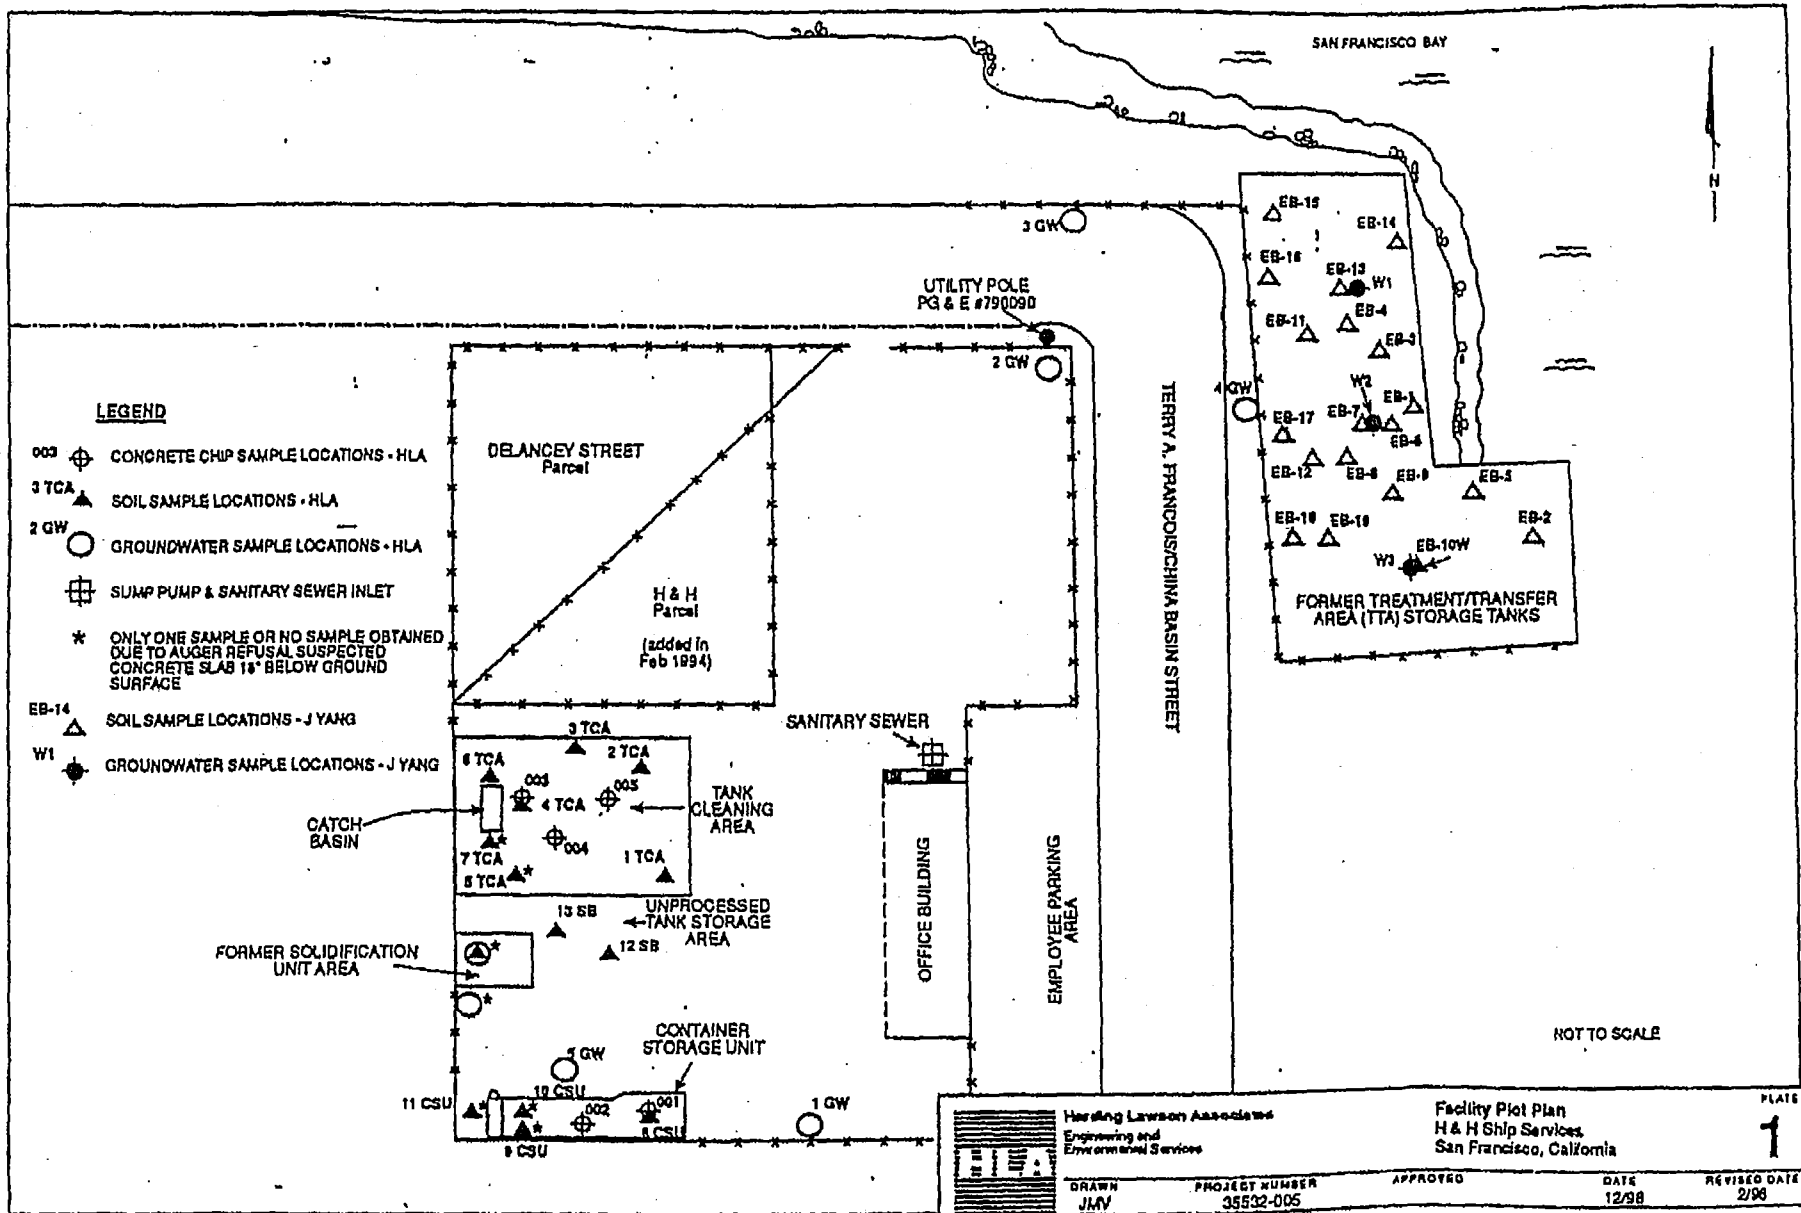 SAN FRANCISCO BAY
N
3 GW
EB-15
EB-14
EB-16
EB-13
W1
EB-4
EB-11
EB-3
UTILITY POLE
PG & E #790090
2 GW
4 GW
W2
EB-1
EB-7
EB-6
EB-17
EB-12
EB-8
EB-9
EB-5
EB-18
EB-19
EB-2
EB-10W
W3
FORMER TREATMENT/TRANSFER
AREA (TTA) STORAGE TANKS
TERRY A. FRANCOIS/CHINA BASIN STREET
DELANCEY STREET
Parcel
H & H
Parcel
(added in
Feb 1994)
LEGEND
003 CONCRETE CHIP SAMPLE LOCATIONS - HLA
3 TCA SOIL SAMPLE LOCATIONS - HLA
2 GW GROUNDWATER SAMPLE LOCATIONS - HLA
SUMP PUMP & SANITARY SEWER INLET
* ONLY ONE SAMPLE OR NO SAMPLE OBTAINED
DUE TO AUGER REFUSAL SUSPECTED
CONCRETE SLAB 18" BELOW GROUND
SURFACE
EB-14 SOIL SAMPLE LOCATIONS - J YANG
W1 GROUNDWATER SAMPLE LOCATIONS - J YANG
SANITARY SEWER
3 TCA
2 TCA
6 TCA
003
005
4 TCA
TANK
CLEANING
AREA
CATCH
BASIN
004
7 TCA
*
5 TCA
*
1 TCA
UNPROCESSED
TANK STORAGE
AREA
13 SB
12 SB
FORMER SOLIDIFICATION
UNIT AREA
*
*
OFFICE BUILDING
EMPLOYEE PARKING
AREA
CONTAINER
STORAGE UNIT
5 GW
10 CSU
11 CSU
*
*
002
001
8 CSU
*
9 CSU
1 GW
NOT TO SCALE
HLA
Harding Lawson Associates
Engineering and
Environmental Services
Facility Plot Plan
H & H Ship Services,
San Francisco, California
PLATE
1
DRAWN
JMV
PROJECT NUMBER
35532-005
APPROVED
DATE
12/98
REVISED DATE
2/98